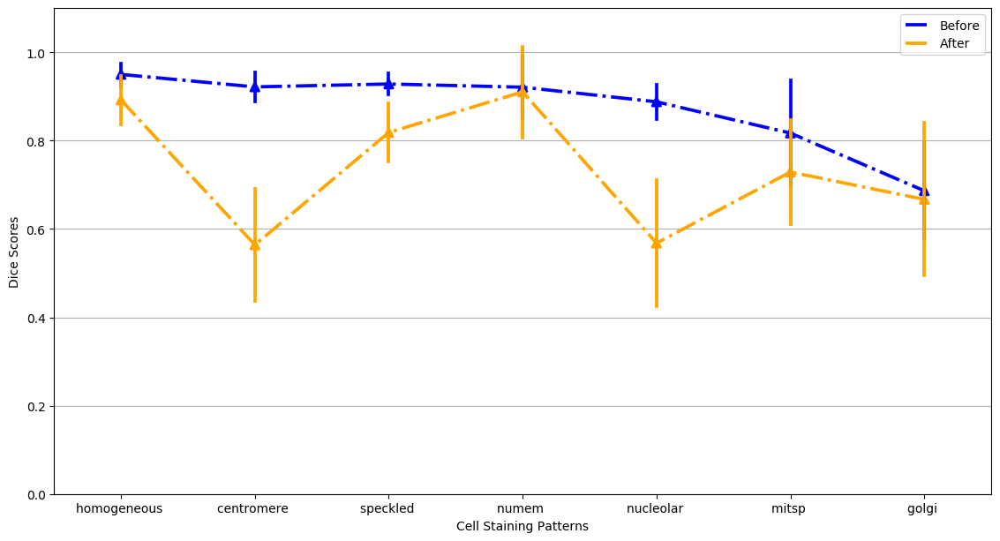 Before
After
1.0
0.8
0.6
0.4
0.2
0.0
Dice Scores
homogeneous centromere speckled numem nucleolar mitsp golgi
Cell Staining Patterns